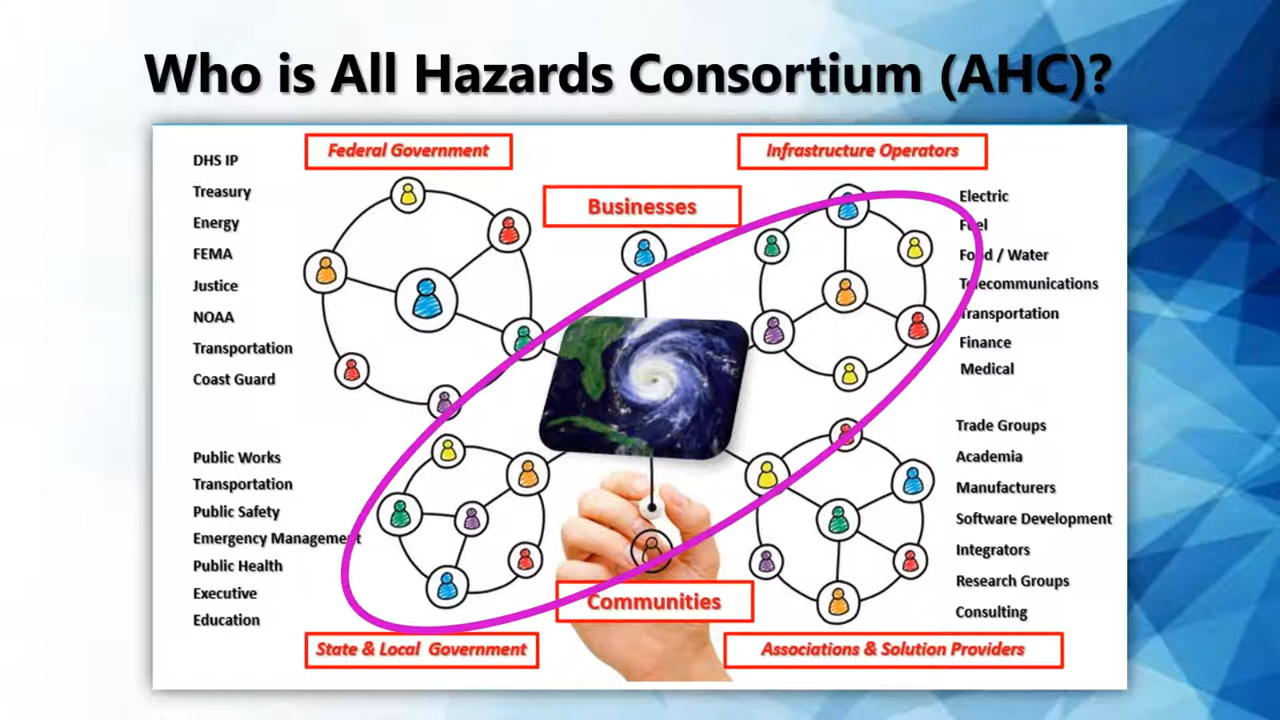 Who is All Hazards Consortium (AHC)?
Federal Government
DHS IP
Treasury
Energy
FEMA
Justice
NOAA
Transportation
Coast Guard
Businesses
Infrastructure Operators
Electric
Fuel
Food / Water
Telecommunications
Transportation
Finance
Medical
Public Works
Transportation
Public Safety
Emergency Management
Public Health
Executive
Education
State & Local Government
Communities
Trade Groups
Academia
Manufacturers
Software Development
Integrators
Research Groups
Consulting
Associations & Solution Providers